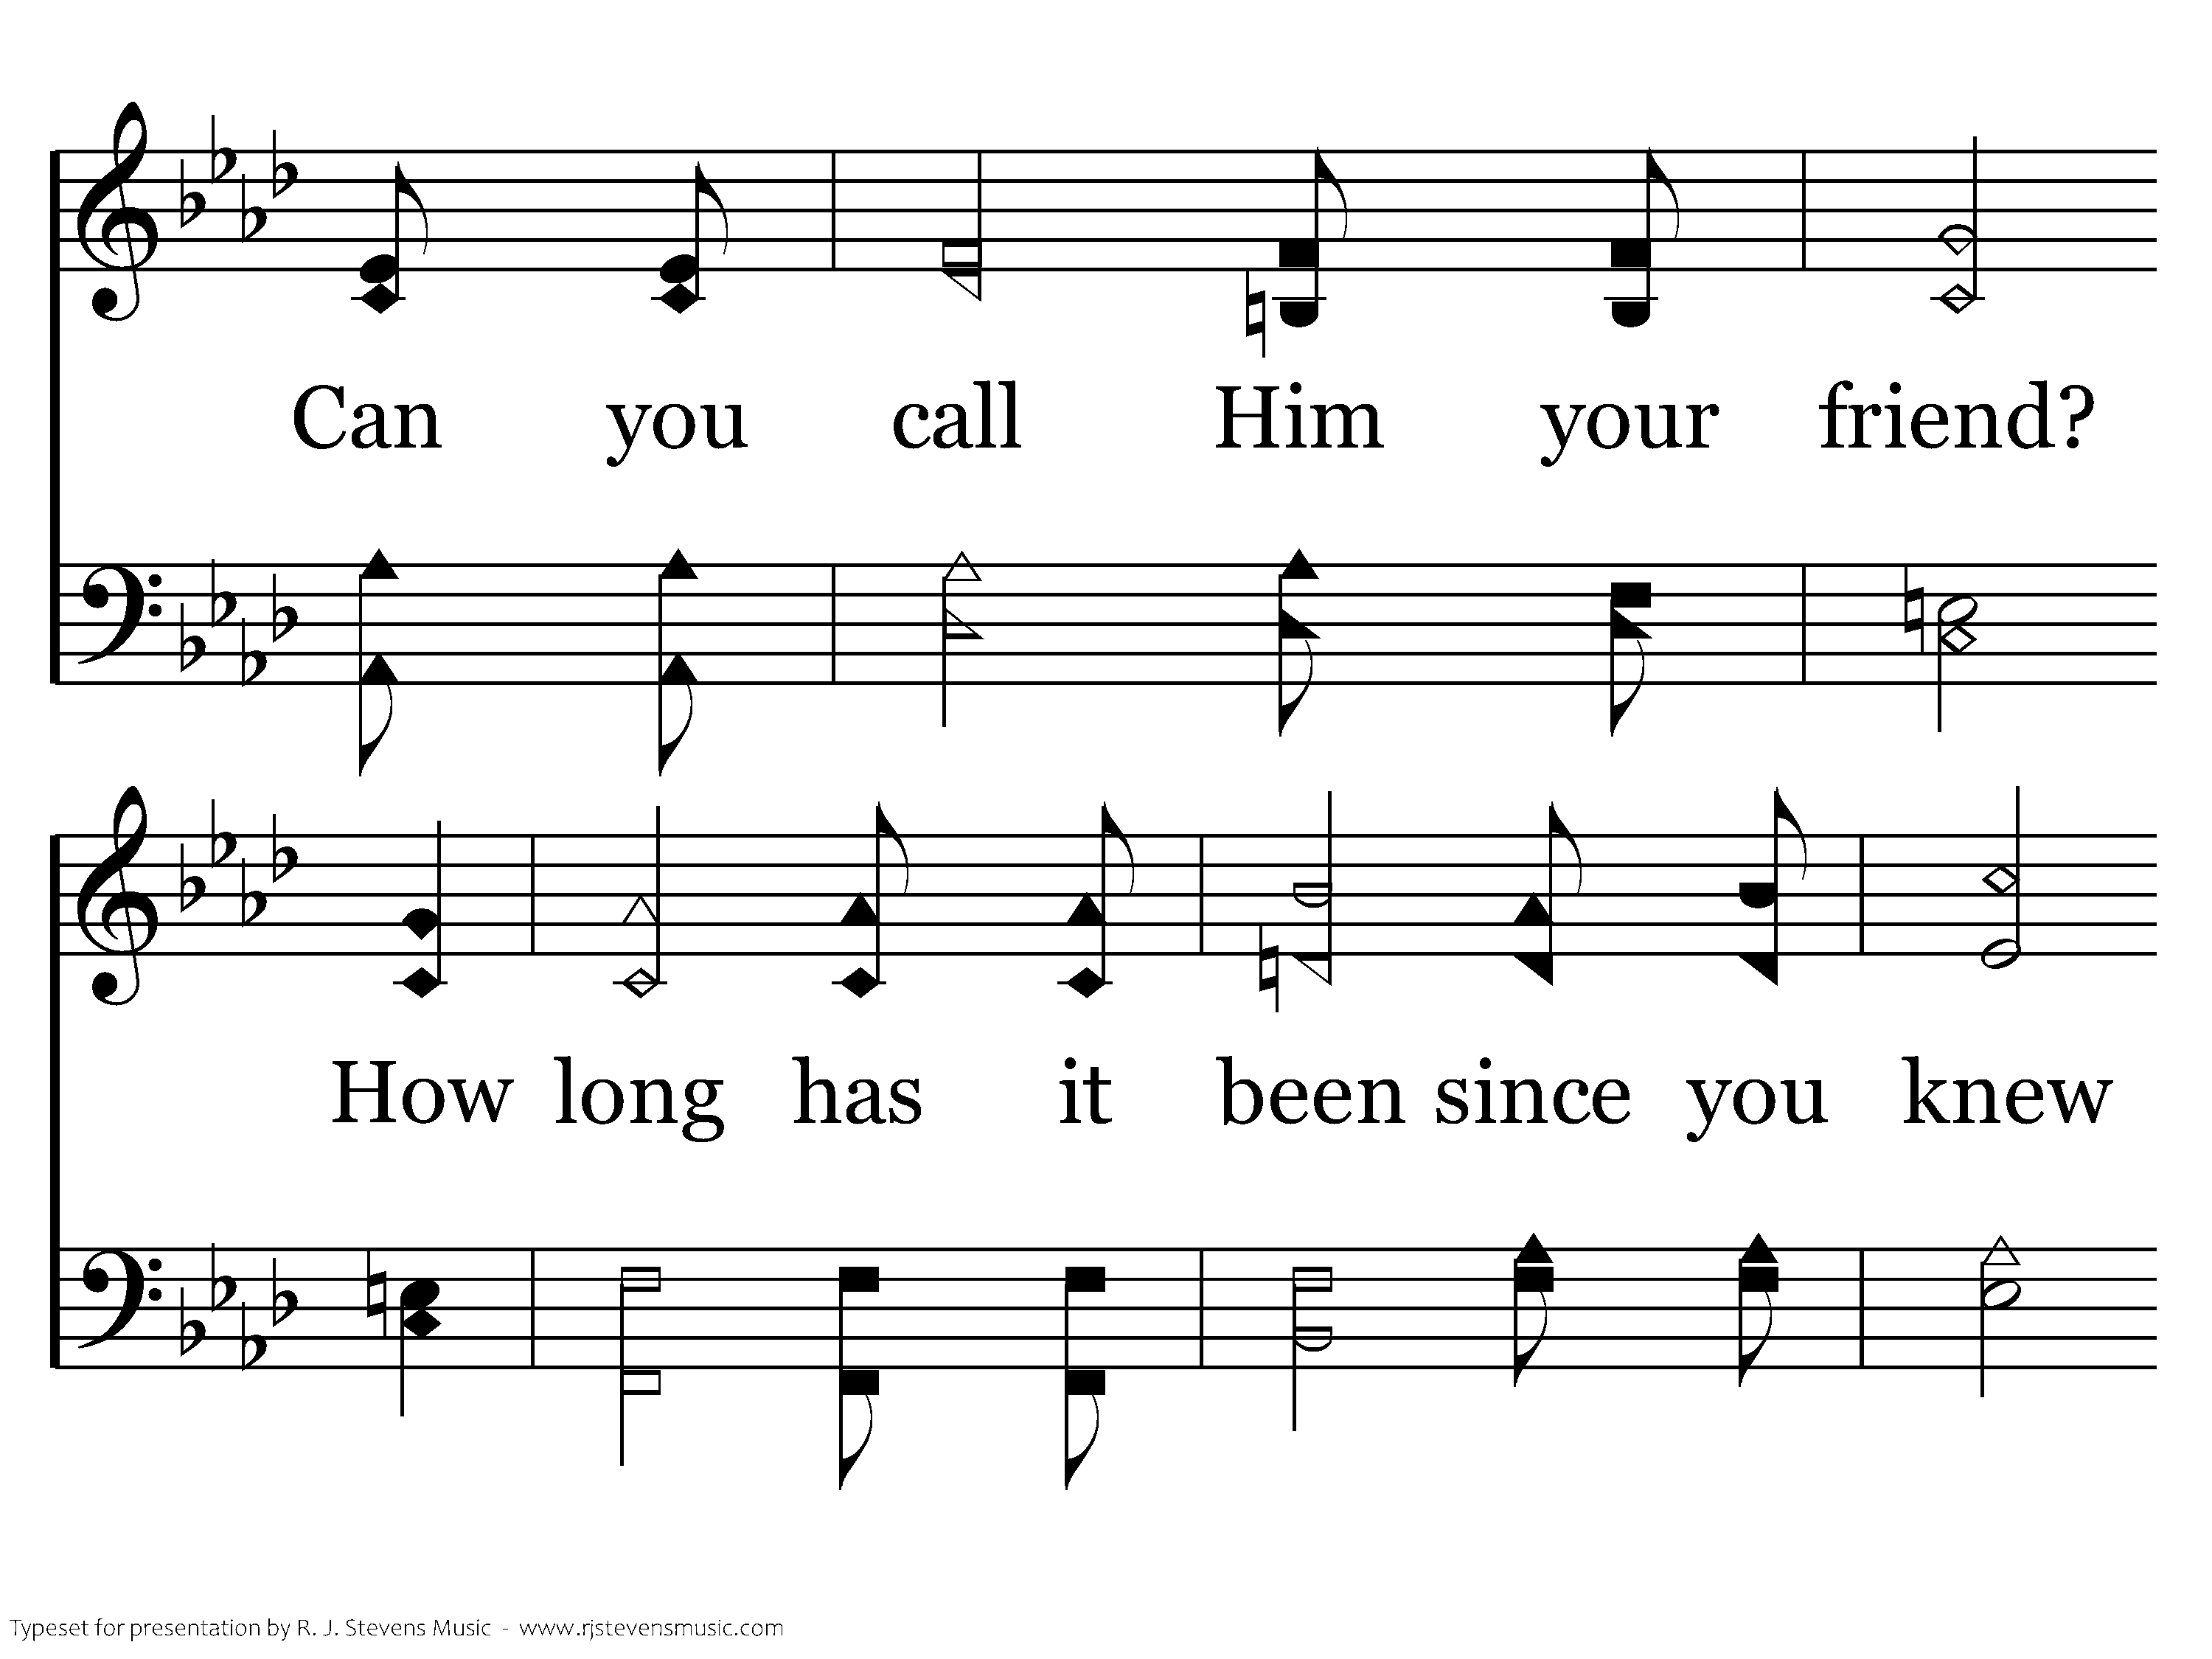 Can you call Him your friend?
How long has it been since you knew
Typeset for presentation by R. J. Stevens Music - www.rjstevensmusic.com